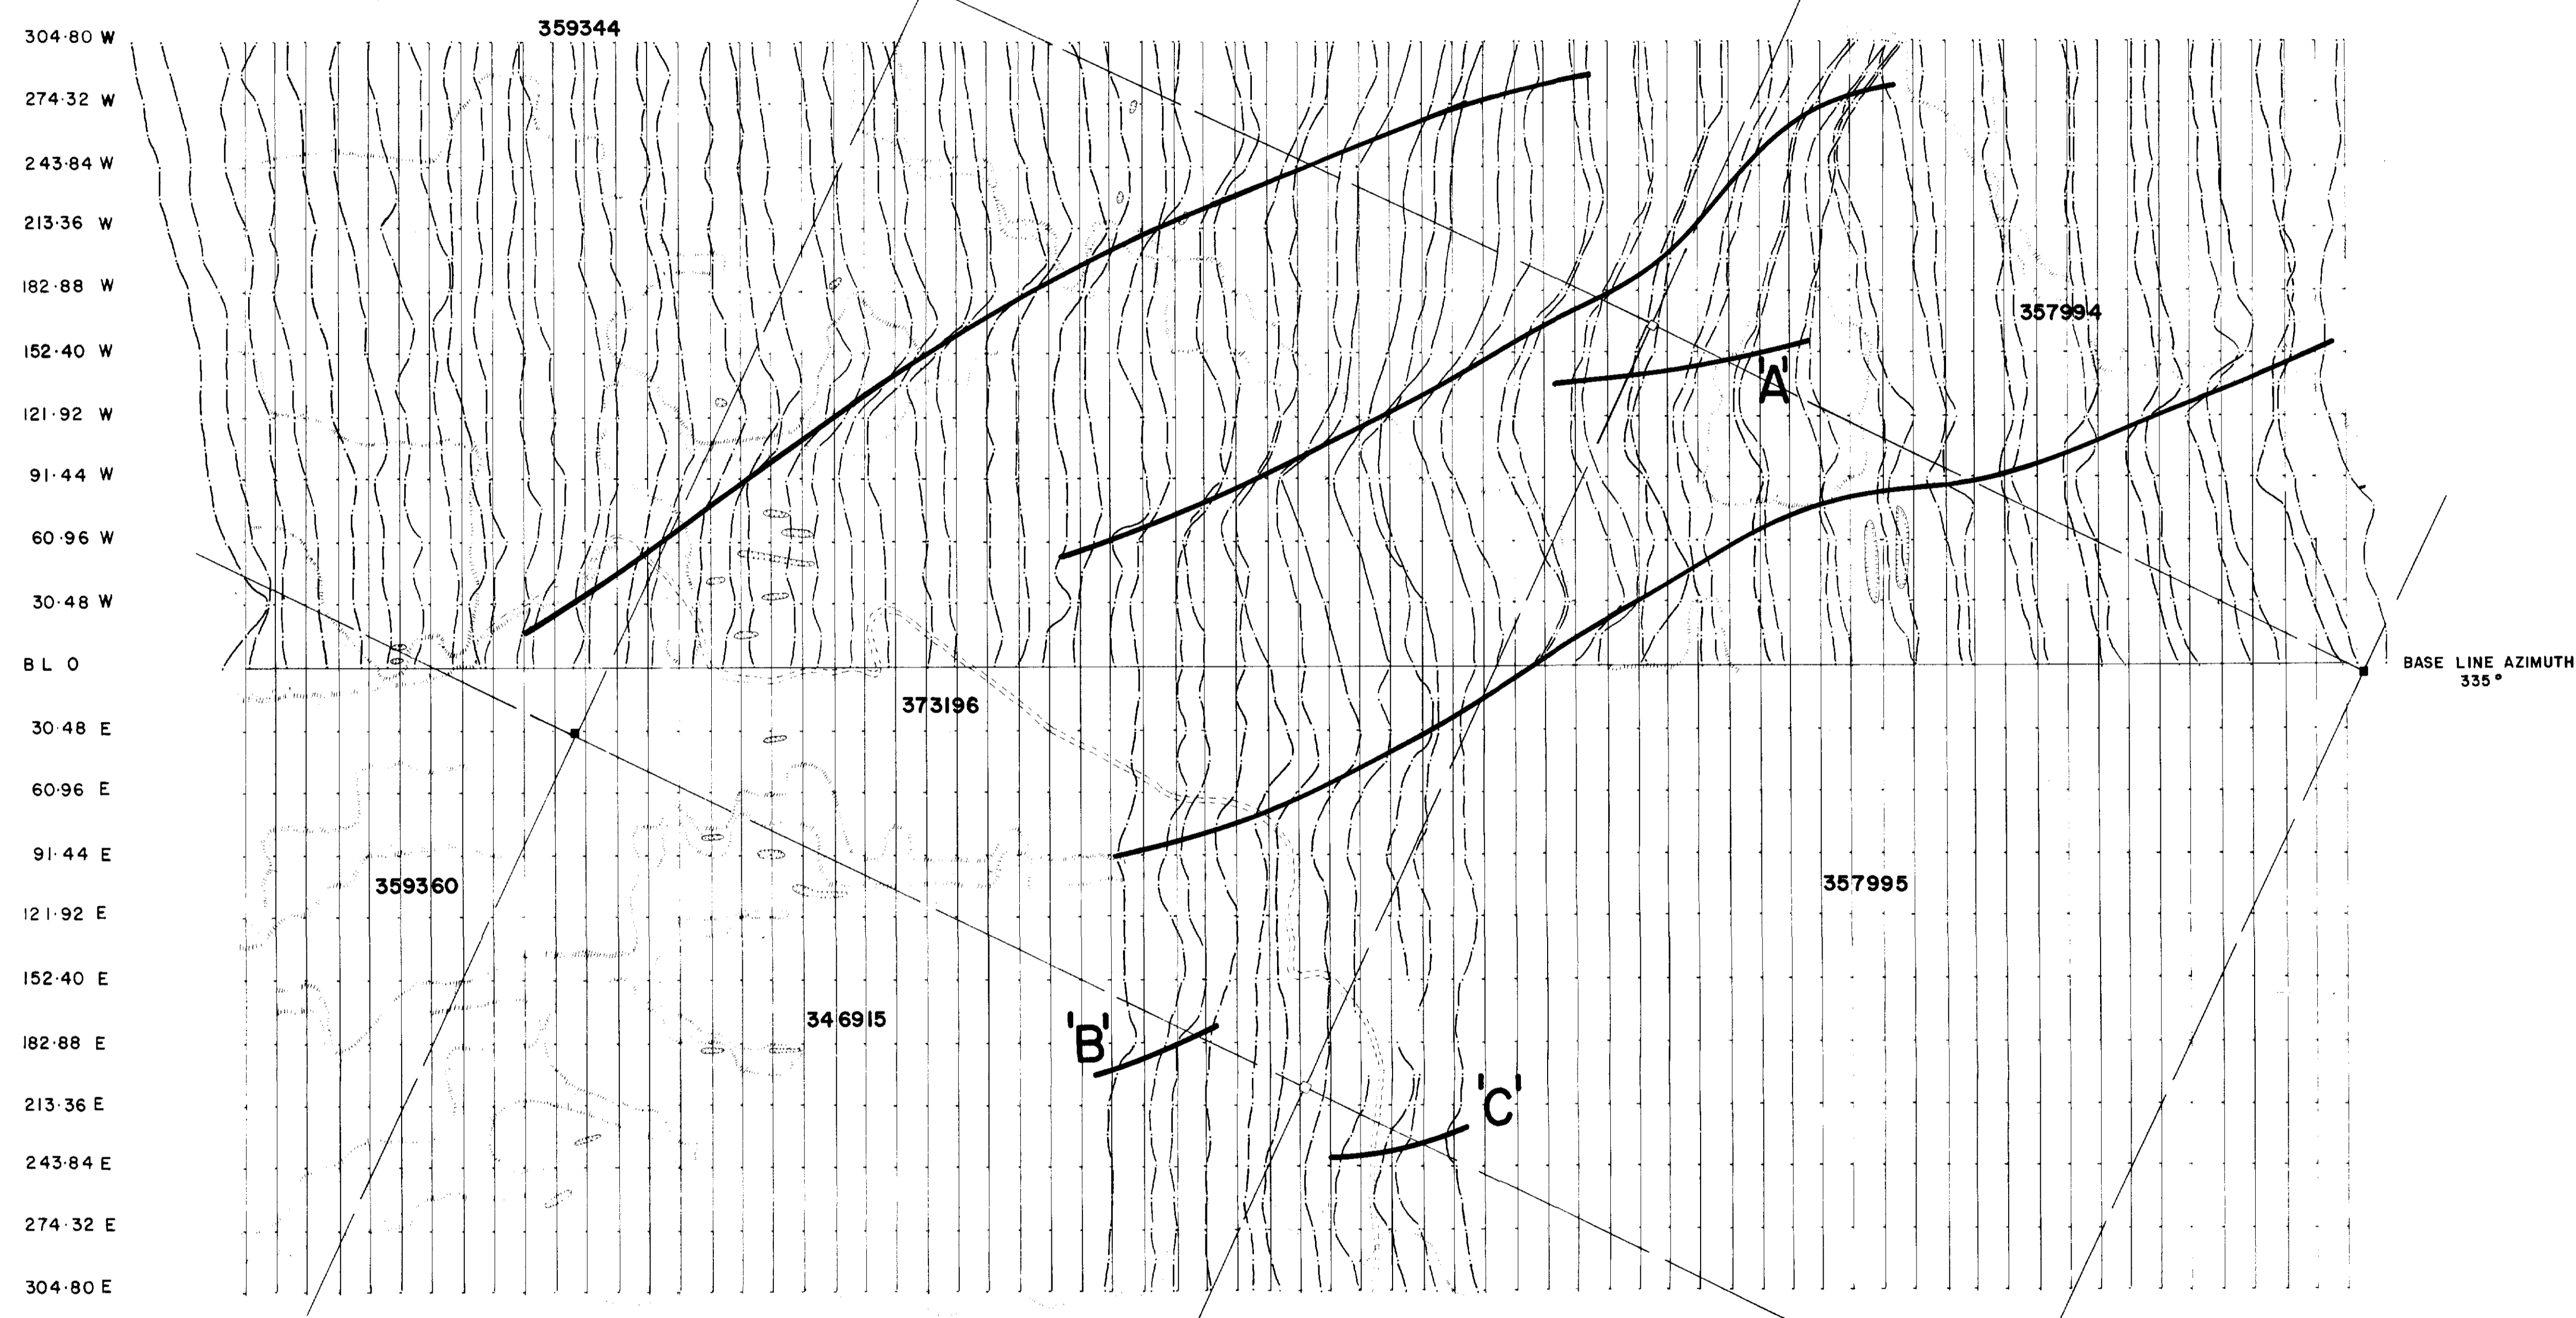 359344
304·80 W
274·32 W
243·84 W
213·36 W
182·88 W
357994
152·40 W
'A'
121·92 W
91·44 W
60·96 W
30·48 W
B L 0
BASE LINE AZIMUTH
335°
373196
30·48 E
60·96 E
91·44 E
359360
357995
121·92 E
152·40 E
346915
'B'
182·88 E
'C'
213·36 E
243·84 E
274·32 E
304·80 E